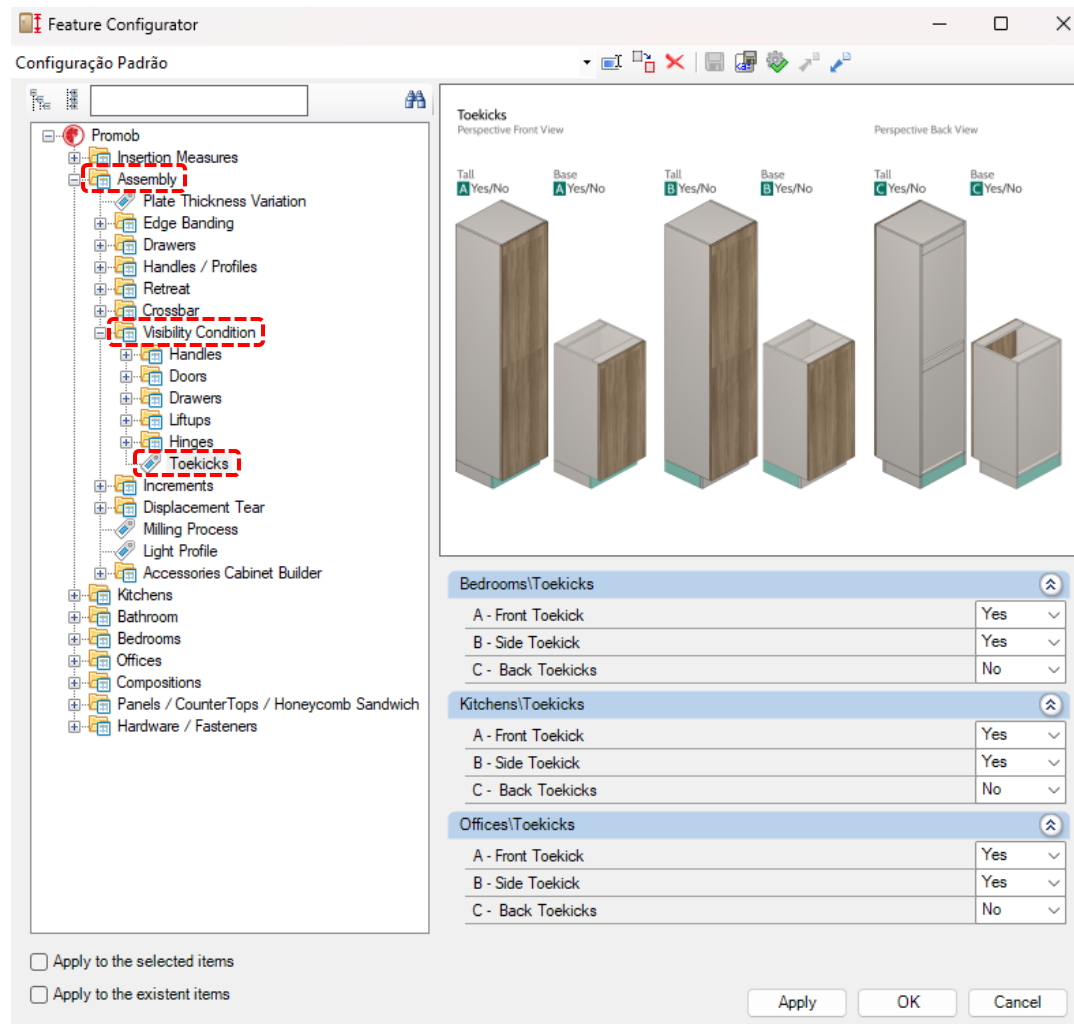 Feature Configurator
Configuração Padrão
Promob
Insertion Measures
Assembly
Plate Thickness Variation
Edge Banding
Drawers
Handles / Profiles
Retreat
Crossbar
Visibility Condition
Handles
Doors
Drawers
Liftups
Hinges
Toekicks
Increments
Displacement Tear
Milling Process
Light Profile
Accessories Cabinet Builder
Kitchens
Bathroom
Bedrooms
Offices
Compositions
Panels / CounterTops / Honeycomb Sandwich
Hardware / Fasteners
Toekicks
Perspective Front View Perspective Back View
Tall Base Tall Base Tall Base
A Yes/No A Yes/No B Yes/No B Yes/No C Yes/No C Yes/No
Bedrooms\Toekicks
A - Front Toekick Yes
B - Side Toekick Yes
C - Back Toekicks No
Kitchens\Toekicks
A - Front Toekick Yes
B - Side Toekick Yes
C - Back Toekicks No
Offices\Toekicks
A - Front Toekick Yes
B - Side Toekick Yes
C - Back Toekicks No
Apply to the selected items
Apply to the existent items
Apply OK Cancel